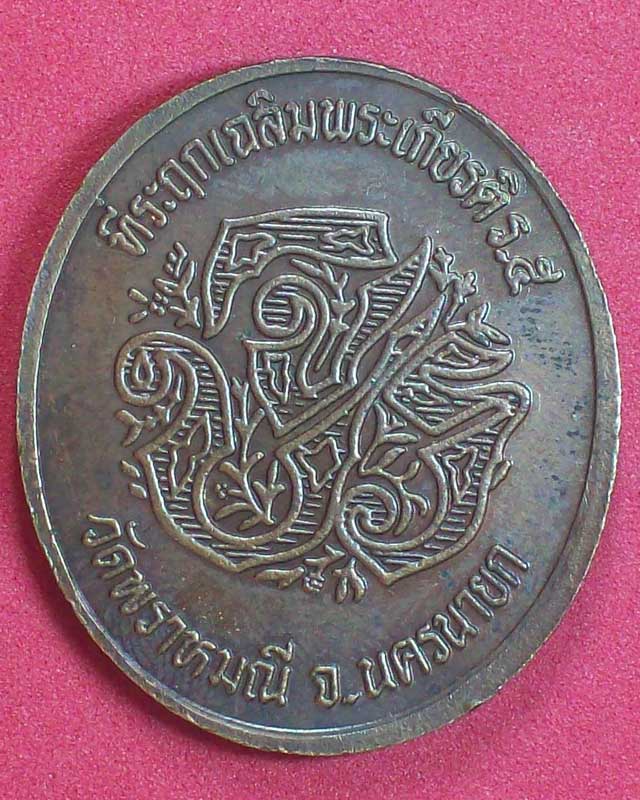 ที่ระฤกเฉลิมพระเกียรติ ร.๕
วัดพราหมณี จ.นครนายก